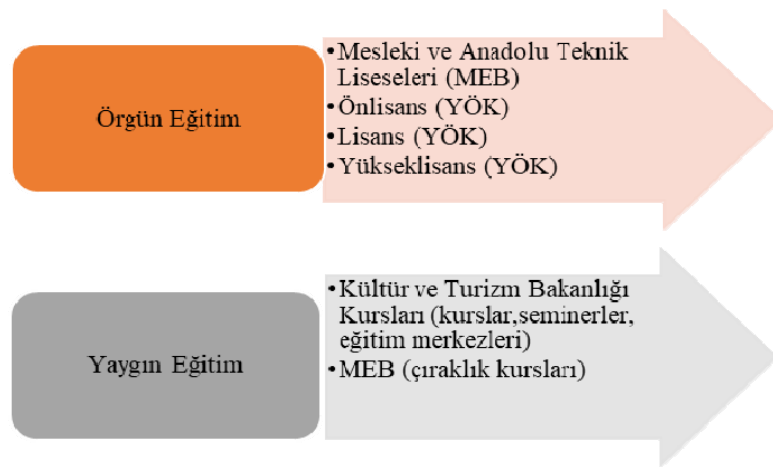 Örgün Eğitim
•Mesleki ve Anadolu Teknik
Liseseleri (MEB)
•Önlisans (YÖK)
•Lisans (YÖK)
•Yükseklisans (YÖK)
Yaygın Eğitim
•Kültür ve Turizm Bakanlığı
Kursları (kurslar,seminerler,
eğitim merkezleri)
•MEB (çıraklık kursları)